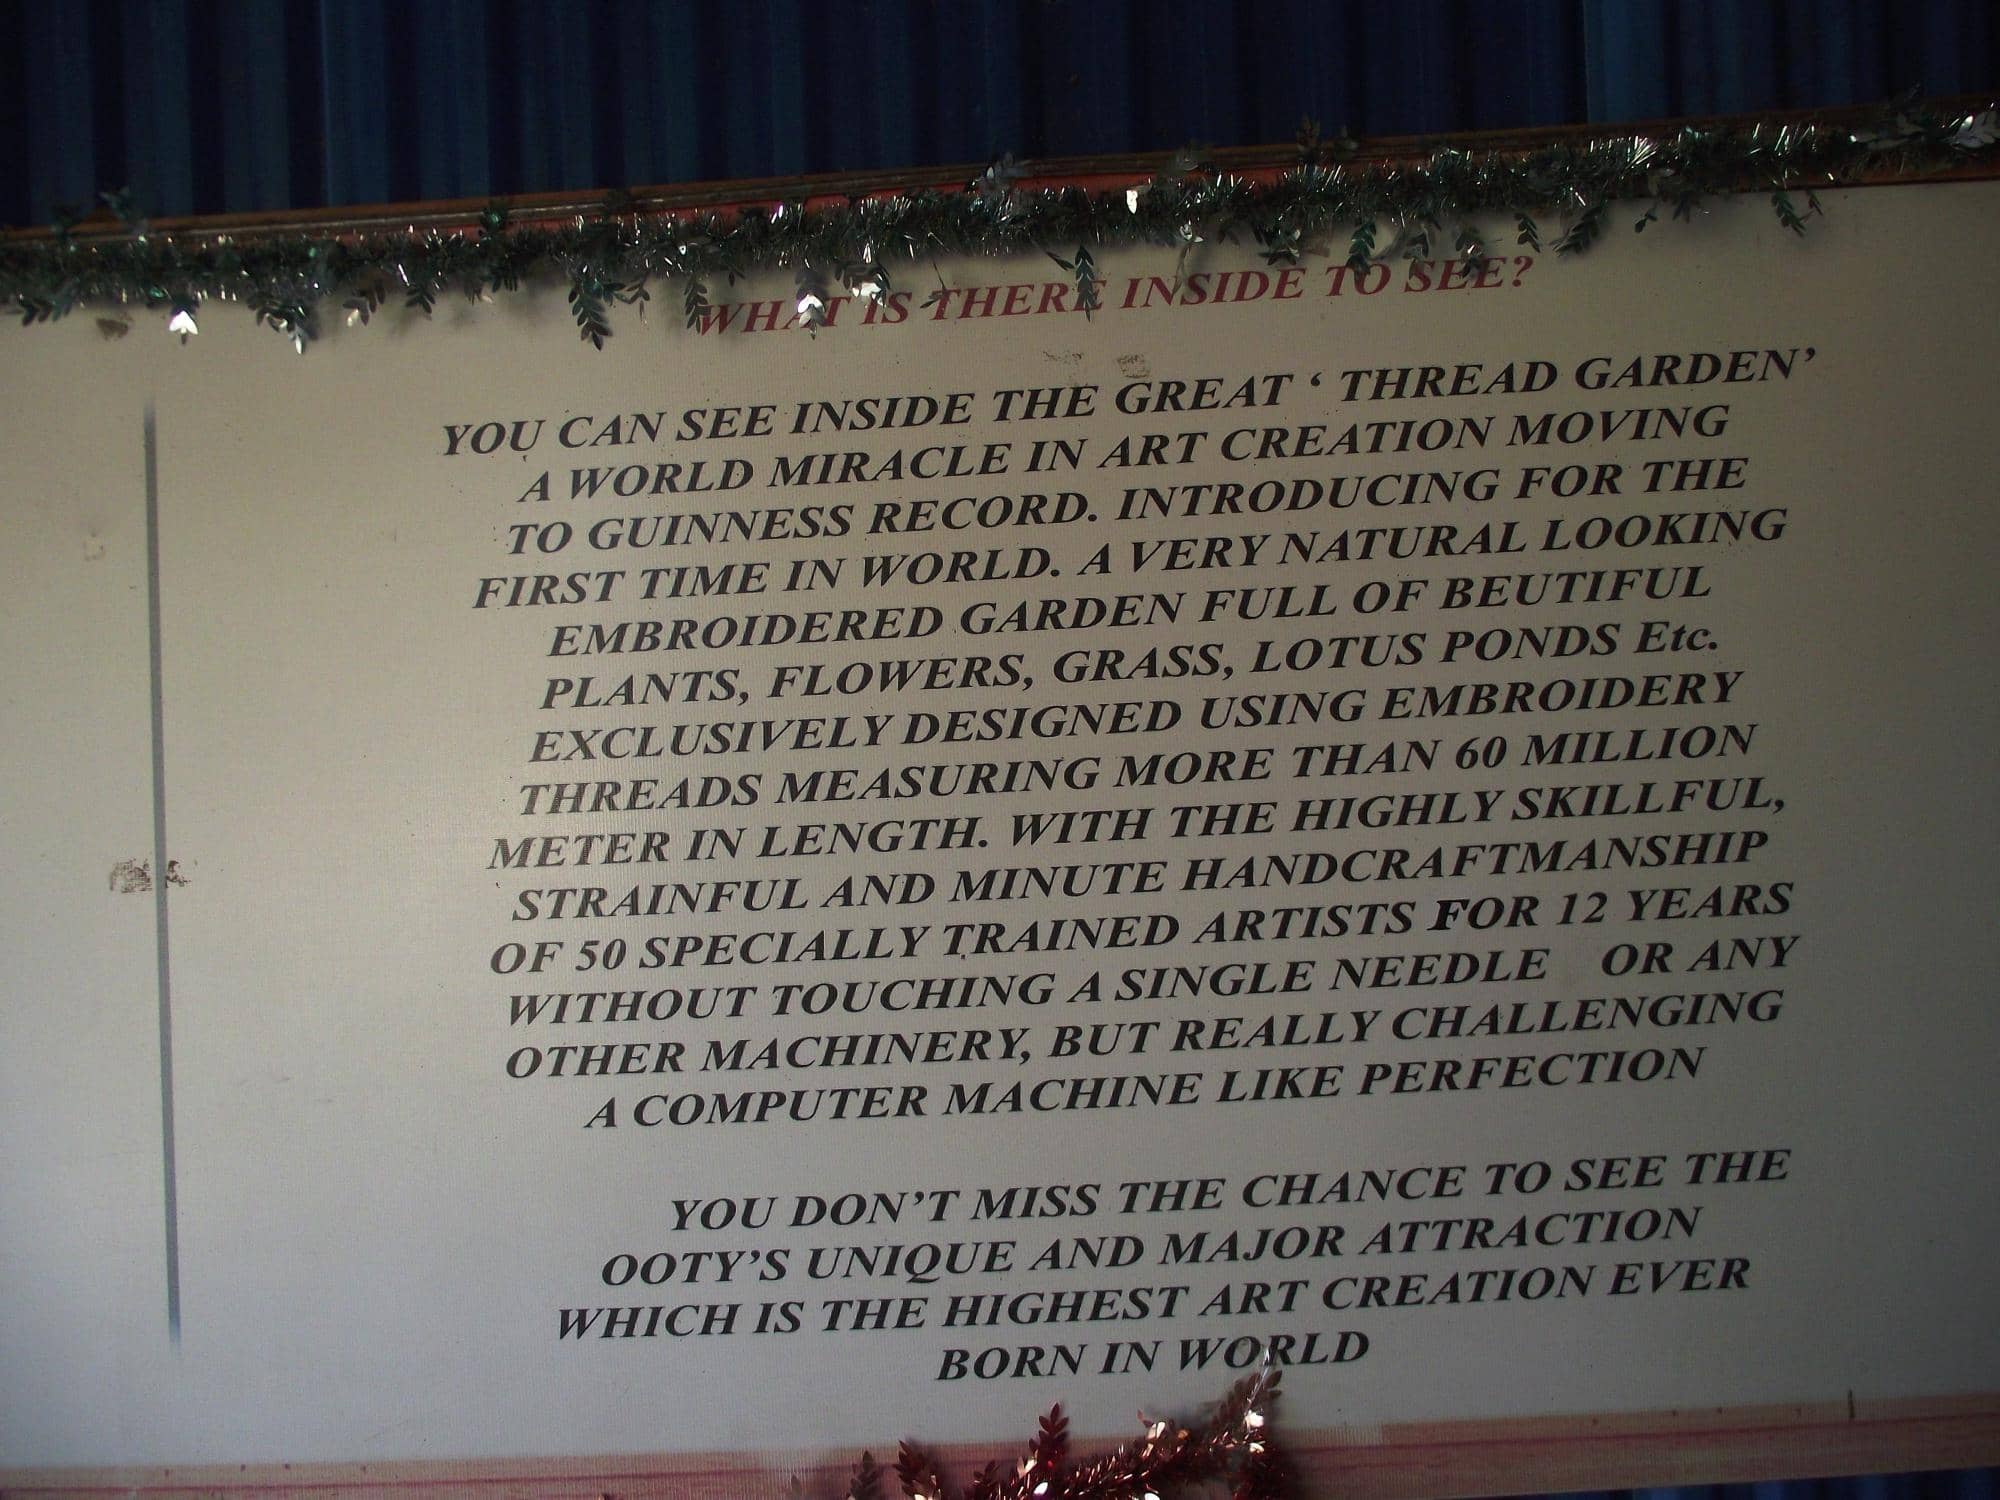 WHAT IS THERE INSIDE TO SEE?
YOU CAN SEE INSIDE THE GREAT ‘ THREAD GARDEN’
A WORLD MIRACLE IN ART CREATION MOVING
TO GUINNESS RECORD. INTRODUCING FOR THE
FIRST TIME IN WORLD. A VERY NATURAL LOOKING
EMBROIDERED GARDEN FULL OF BEUTIFUL
PLANTS, FLOWERS, GRASS, LOTUS PONDS Etc.
EXCLUSIVELY DESIGNED USING EMBROIDERY
THREADS MEASURING MORE THAN 60 MILLION
METER IN LENGTH. WITH THE HIGHLY SKILLFUL,
STRAINFUL AND MINUTE HANDCRAFTMANSHIP
OF 50 SPECIALLY TRAINED ARTISTS FOR 12 YEARS
WITHOUT TOUCHING A SINGLE NEEDLE OR ANY
OTHER MACHINERY, BUT REALLY CHALLENGING
A COMPUTER MACHINE LIKE PERFECTION
YOU DON’T MISS THE CHANCE TO SEE THE
OOTY’S UNIQUE AND MAJOR ATTRACTION
WHICH IS THE HIGHEST ART CREATION EVER
BORN IN WORLD